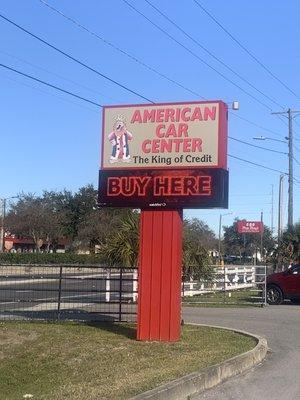 AMERICAN
CAR
CENTER
The King of Credit
BUY HERE